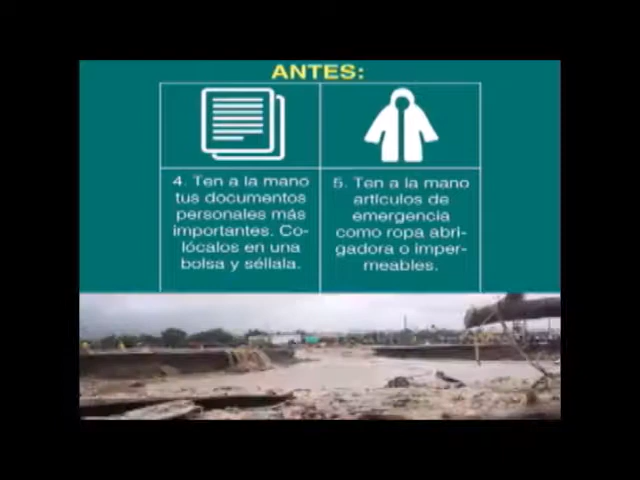 ANTES:
4. Ten a la mano
tus documentos
personales más
importantes. Co-
lócalos en una
bolsa y séllala.
5. Ten a la mano
artículos de
emergencia
como ropa abri-
gadora o imper-
meables.